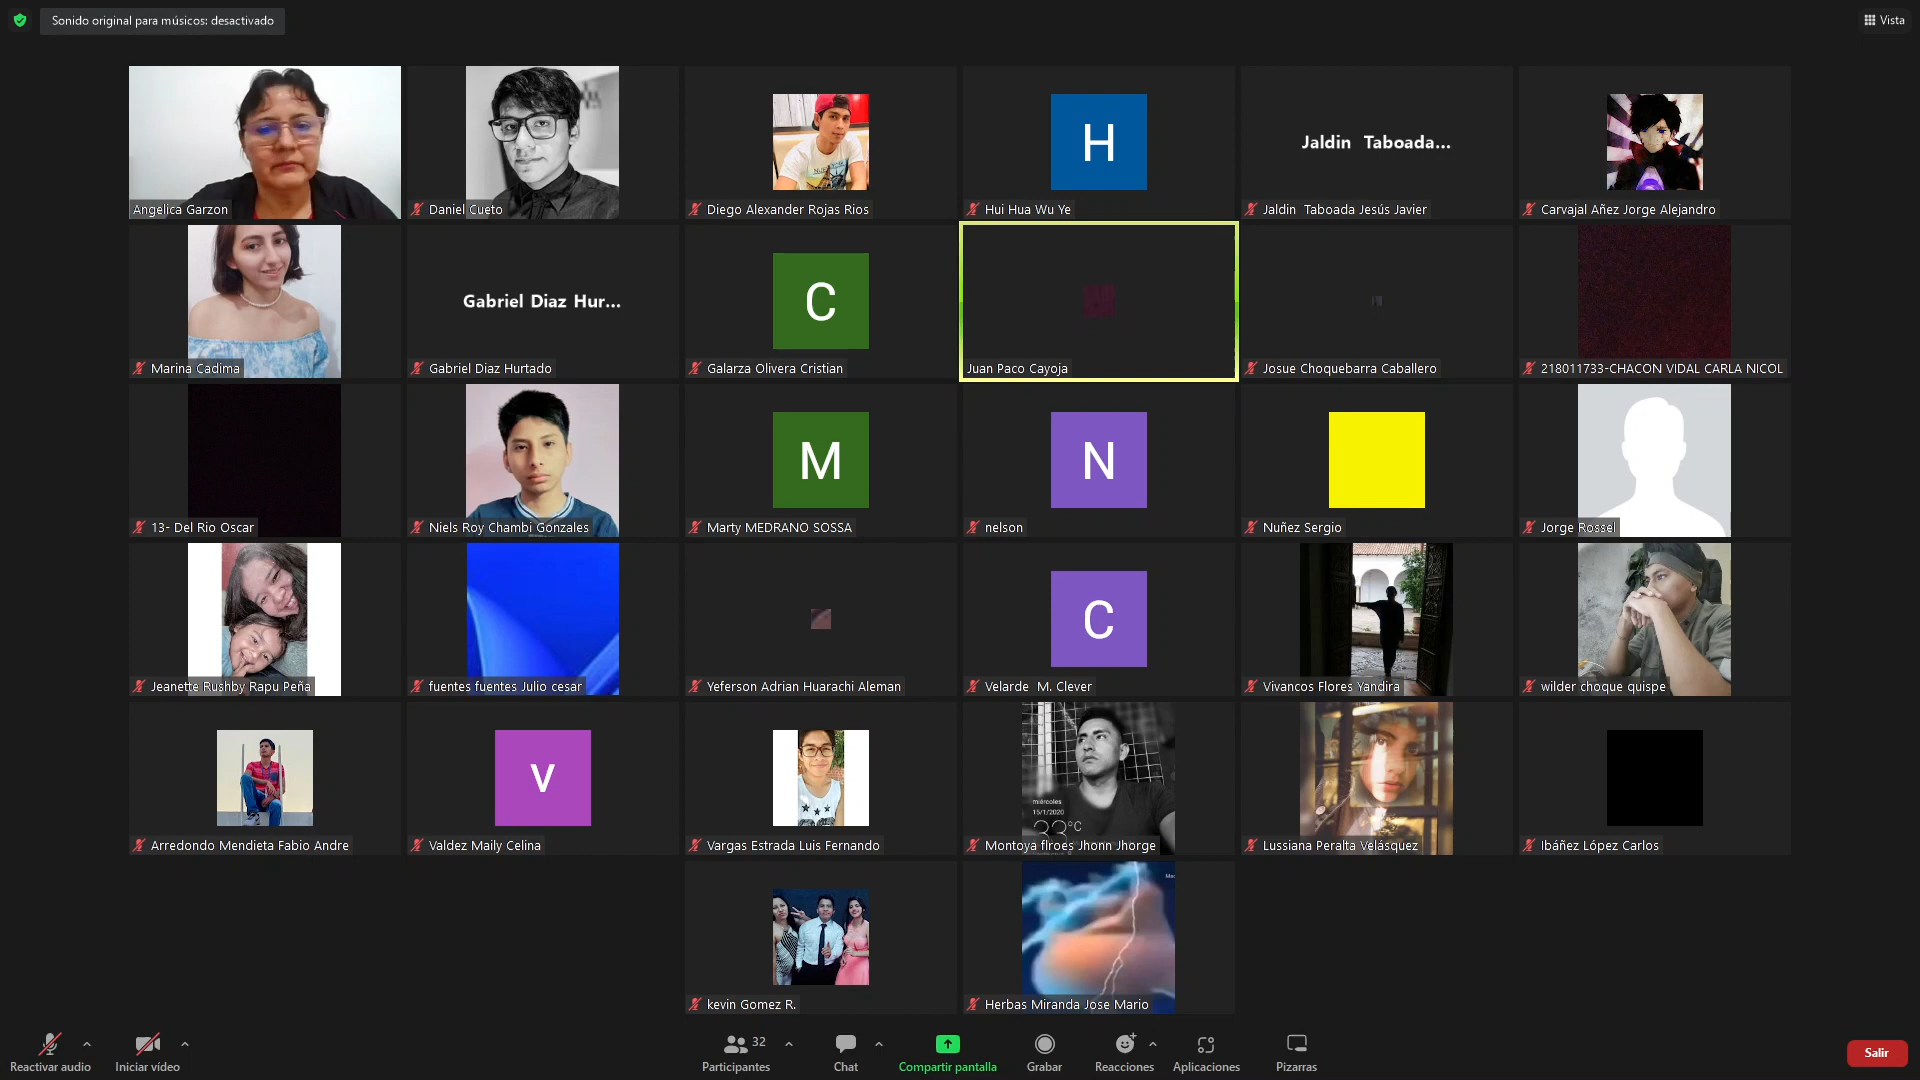 Sonido original para músicos: desactivado
Vista
Angelica Garzon
Daniel Cueto
Diego Alexander Rojas Rios
H
Hui Hua Wu Ye
Jaldin Taboada...
Jaldin Taboada Jesús Javier
Carvajal Añez Jorge Alejandro
Marina Cadima
Gabriel Diaz Hur...
Gabriel Diaz Hurtado
C
Galarza Olivera Cristian
Juan Paco Cayoja
Josue Choquebarra Caballero
218011733-CHACON VIDAL CARLA NICOL
13- Del Rio Oscar
Niels Roy Chambi Gonzales
M
Marty MEDRANO SOSSA
N
nelson
Nuñez Sergio
Jorge Rossel
Jeanette Rushby Rapu Peña
fuentes fuentes Julio cesar
Yeferson Adrian Huarachi Aleman
C
Velarde M. Clever
Vivancos Flores Yandira
wilder choque quispe
Arredondo Mendieta Fabio Andre
V
Valdez Maily Celina
Vargas Estrada Luis Fernando
miércoles
15/1/2020
33°C
Montoya flroes Jhonn Jhorge
Lussiana Peralta Velásquez
Ibáñez López Carlos
kevin Gomez R.
Herbas Miranda Jose Mario
Reactivar audio
Iniciar vídeo
32
Participantes
Chat
Compartir pantalla
Grabar
Reacciones
Aplicaciones
Pizarras
Salir